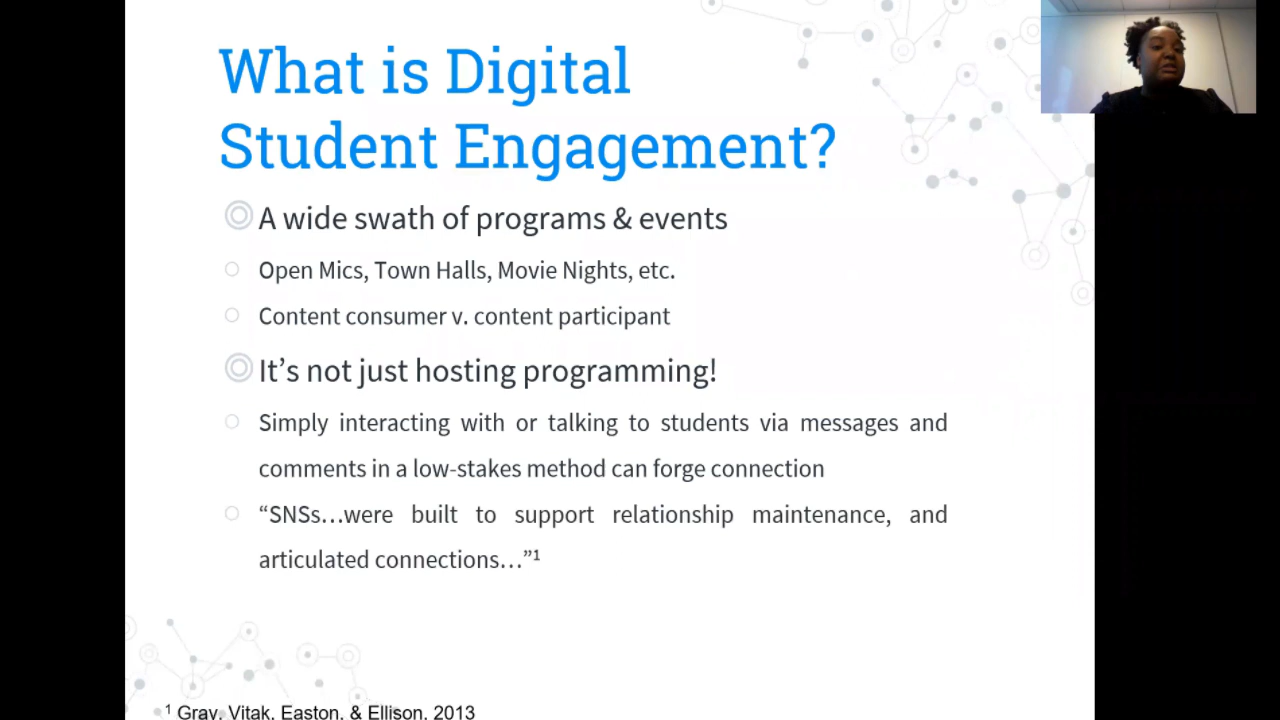 What is Digital
Student Engagement?
A wide swath of programs & events
Open Mics, Town Halls, Movie Nights, etc.
Content consumer v. content participant
It’s not just hosting programming!
Simply interacting with or talking to students via messages and
comments in a low-stakes method can forge connection
“SNSs…were built to support relationship maintenance, and
articulated connections…”¹
¹ Gray, Vitak, Easton, & Ellison, 2013